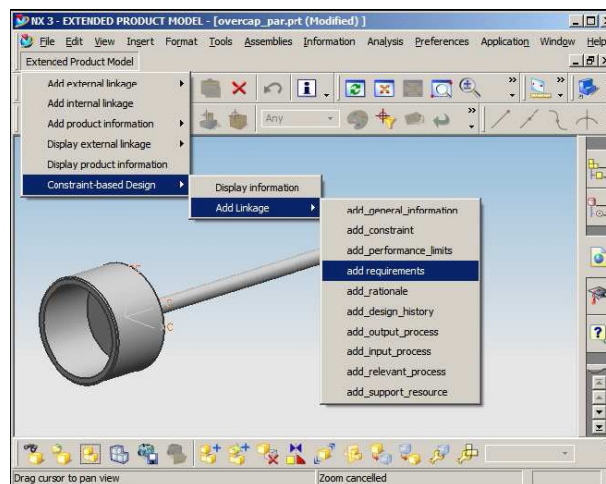 NX 3 - EXTENDED PRODUCT MODEL - [overcap_par.prt (Modified) ]
File Edit View Insert Format Tools Assemblies Information Analysis Preferences Application Window Help
Extenced Product Model
Add external linkage
Add internal linkage
Add product information
Display external linkage
Display product information
Constraint-based Design
Any
Display information
Add Linkage
add_general_information
add_constraint
add_performance_limits
add requirements
add_rationale
add_design_history
add_output_process
add_input_process
add_relevant_process
add_support_resource
Drag cursor to pan view
Zoom cancelled